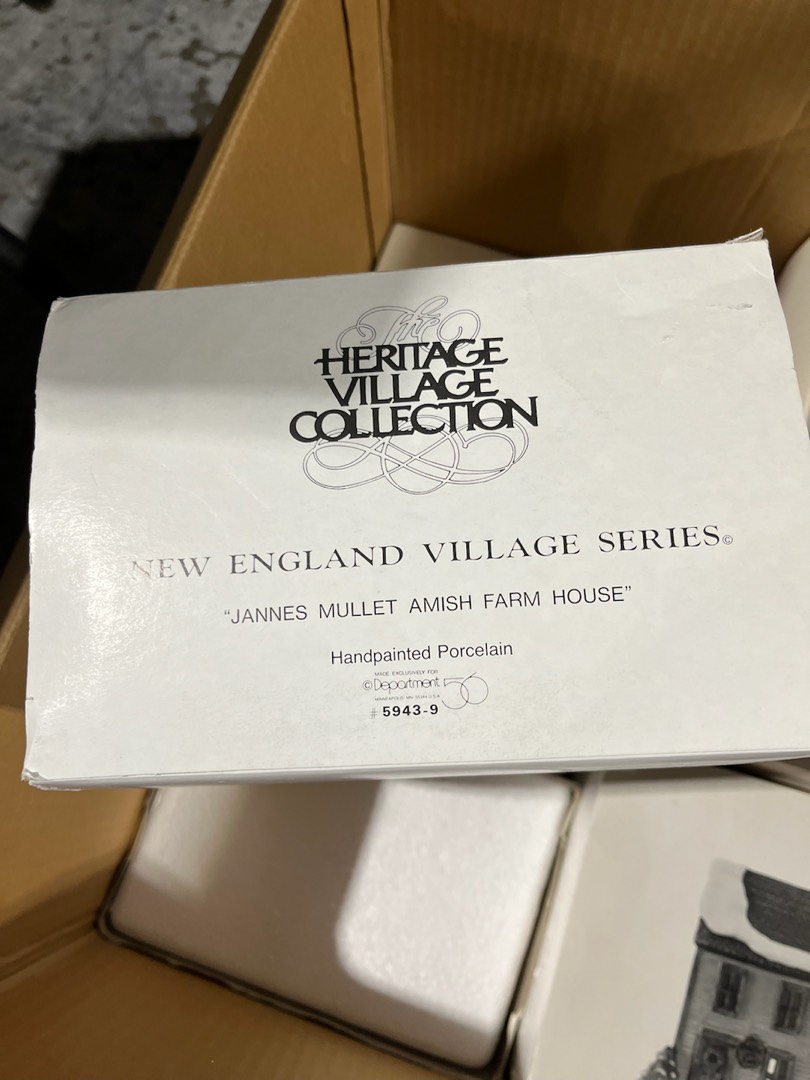 The
HERITAGE
VILLAGE
COLLECTION
NEW ENGLAND VILLAGE SERIES©
"JANNES MULLET AMISH FARM HOUSE"
Handpainted Porcelain
MADE EXCLUSIVELY FOR
© Department 56
# 5943-9